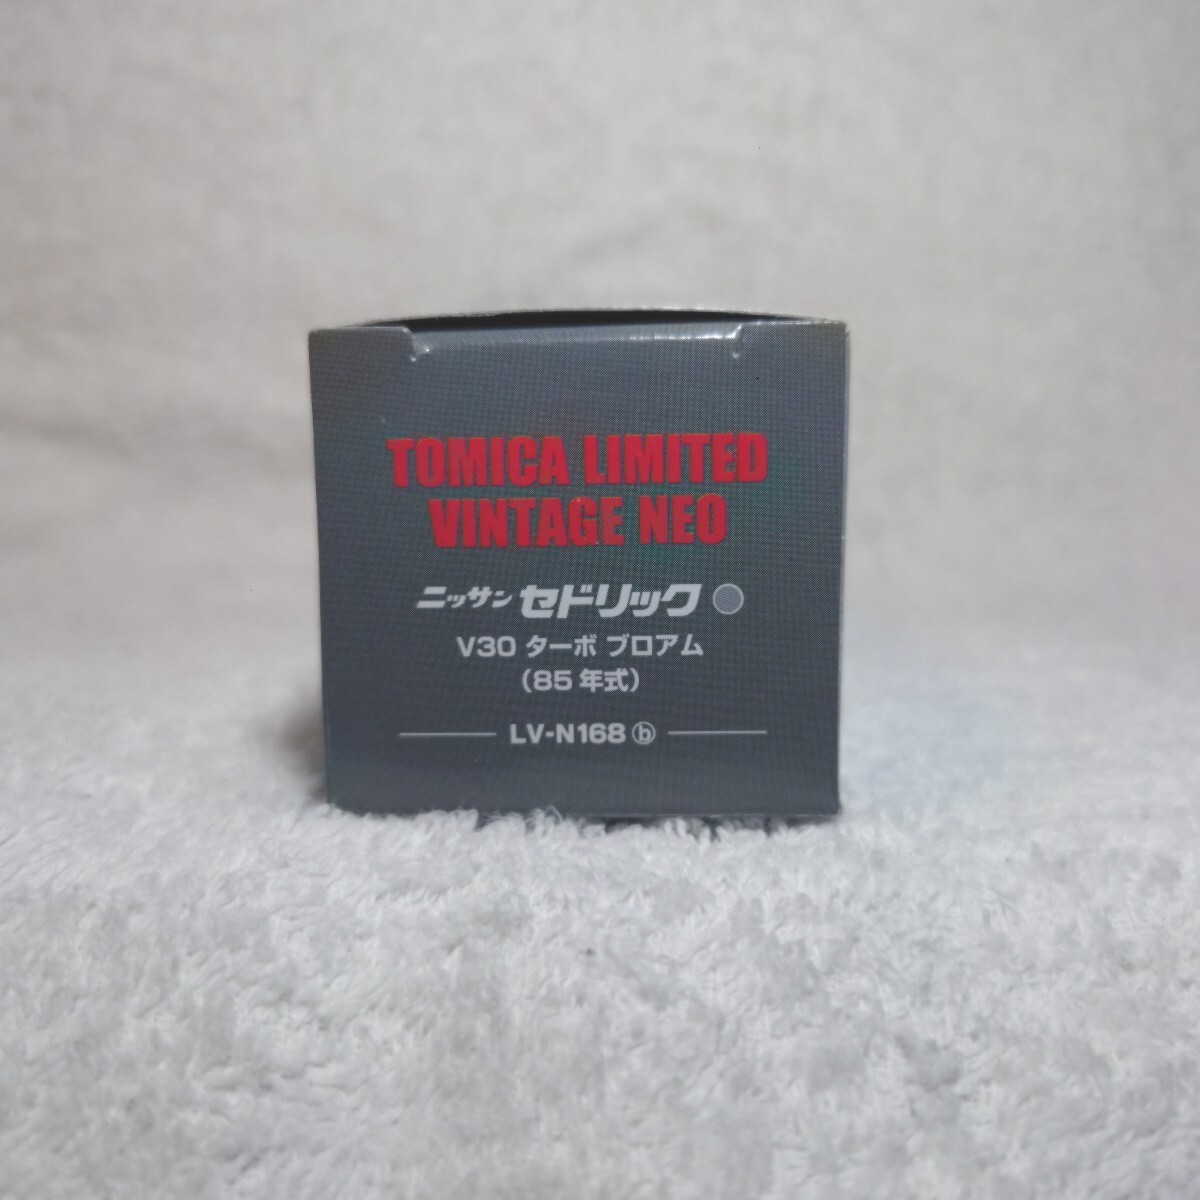 TOMICA LIMITED
VINTAGE NEO
ニッサン セドリック
V30 ターボ ブロアム
（85 年式）
LV-N168 ⓑ